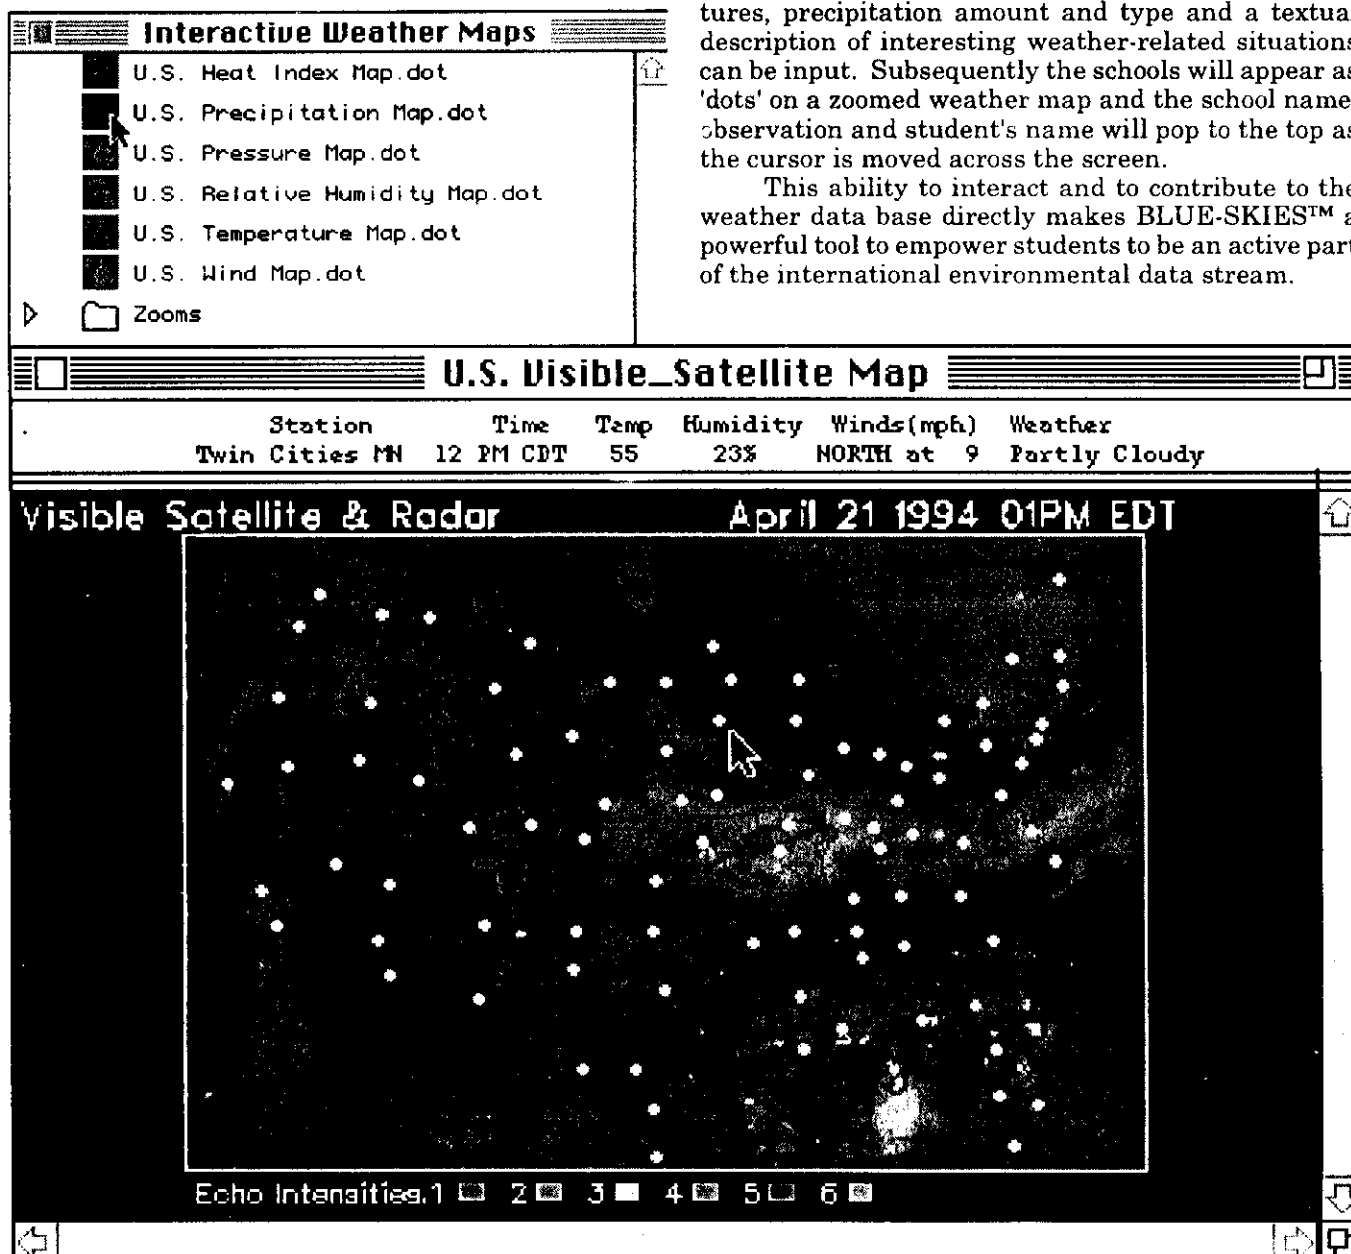 Interactive Weather Maps
U.S. Heat Index Map.dot
U.S. Precipitation Map.dot
U.S. Pressure Map.dot
U.S. Relative Humidity Map.dot
U.S. Temperature Map.dot
U.S. Wind Map.dot
Zooms
tures, precipitation amount and type and a textual
description of interesting weather-related situations
can be input. Subsequently the schools will appear as
'dots' on a zoomed weather map and the school name,
observation and student's name will pop to the top as
the cursor is moved across the screen.
This ability to interact and to contribute to the
weather data base directly makes BLUE-SKIES™ a
powerful tool to empower students to be an active part
of the international environmental data stream.
U.S. Visible_Satellite Map
Station Time Temp Humidity Winds(mph) Weather
Twin Cities MN 12 PM CDT 55 23% NORTH at 9 Partly Cloudy
Visible Satellite & Radar April 21 1994 01PM EDT
Echo Intensities.1 2 3 4 5 6